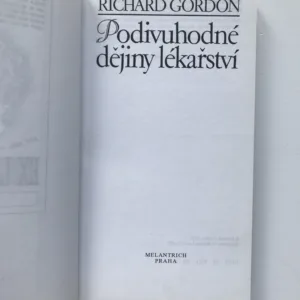 RICHARD GORDON
Podivuhodné
dějiny lékařství
MELANTRICH
PRAHA